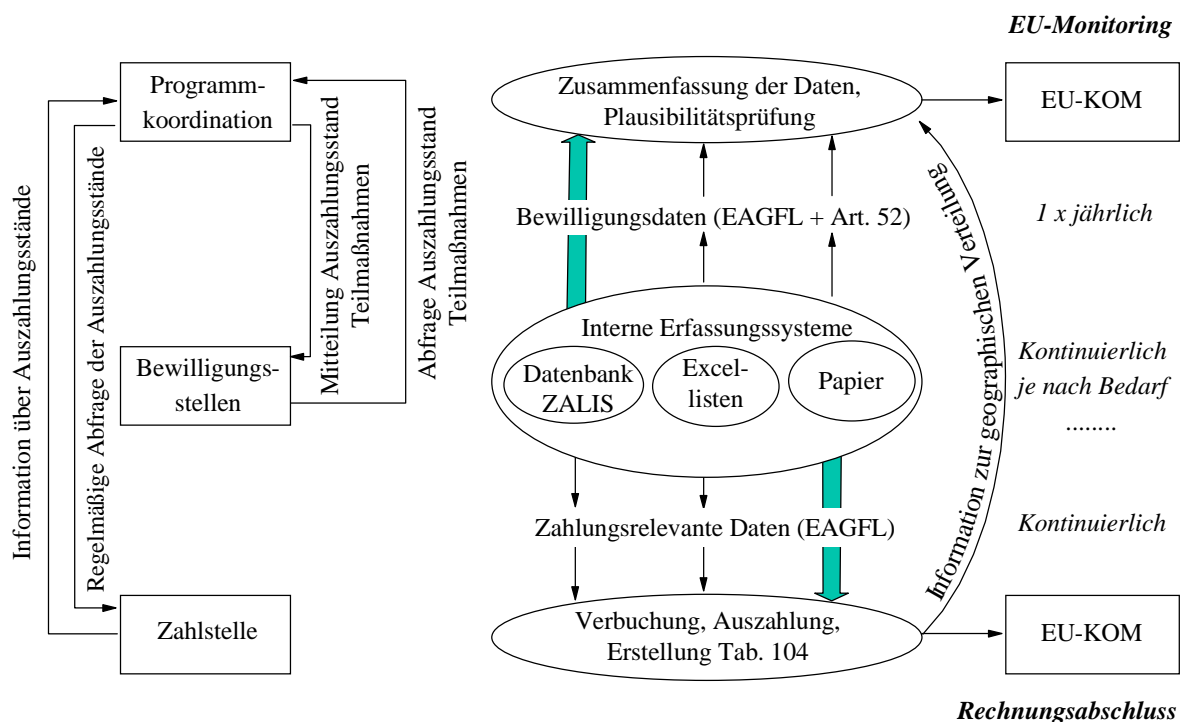 EU-Monitoring
Programm-
koordination
Zusammenfassung der Daten,
Plausibilitätsprüfung
EU-KOM
Information über Auszahlungsstände
Regelmäßige Abfrage der Auszahlungsstände
Mitteilung Auszahlungsstand
Teilmaßnahmen
Abfrage Auszahlungsstand
Teilmaßnahmen
Bewilligungsdaten (EAGFL + Art. 52)
1 x jährlich
Information zur geographischen Verteilung
Bewilligungs-
stellen
Interne Erfassungssysteme
Datenbank
ZALIS
Excel-
listen
Papier
Kontinuierlich
je nach Bedarf
........
Zahlungsrelevante Daten (EAGFL)
Kontinuierlich
Zahlstelle
Verbuchung, Auszahlung,
Erstellung Tab. 104
EU-KOM
Rechnungsabschluss